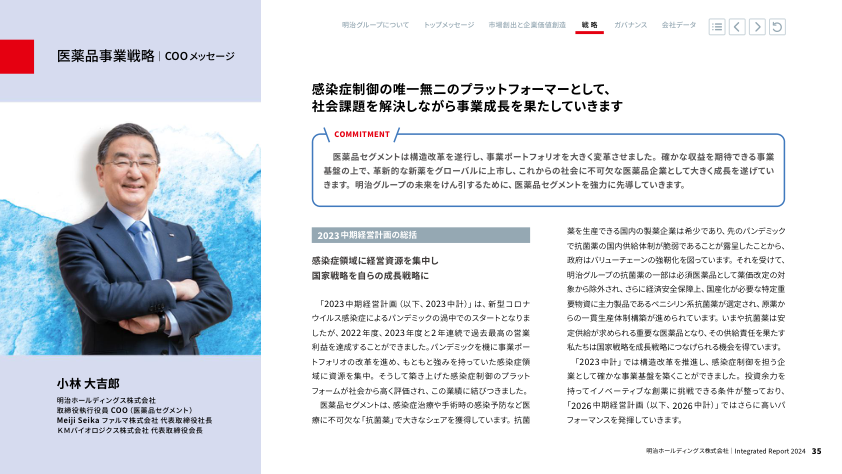 明治グループについて トップメッセージ 市場創出と企業価値創造 戦 略 ガバナンス 会社データ
医薬品事業戦略｜COOメッセージ
感染症制御の唯一無二のプラットフォーマーとして、
社会課題を解決しながら事業成長を果たしていきます
COMMITMENT
医薬品セグメントは構造改革を遂行し、事業ポートフォリオを大きく変革させました。確かな収益を期待できる事業
基盤の上で、革新的な新薬をグローバルに上市し、これからの社会に不可欠な医薬品企業として大きく成長を遂げてい
きます。明治グループの未来をけん引するために、医薬品セグメントを強力に先導していきます。
2023中期経営計画の総括
感染症領域に経営資源を集中し
国家戦略を自らの成長戦略に
「2023中期経営計画（以下、2023中計）」は、新型コロナ
ウイルス感染症によるパンデミックの渦中でのスタートとなりま
したが、2022年度、2023年度と2年連続で過去最高の営業
利益を達成することができました。パンデミックを機に事業ポー
トフォリオの改革を進め、もともと強みを持っていた感染症領
域に資源を集中。そうして築き上げた感染症制御のプラット
フォームが社会から高く評価され、この業績に結びつきました。
医薬品セグメントは、感染症治療や手術時の感染予防など医
療に不可欠な「抗菌薬」で大きなシェアを獲得しています。抗菌
薬を生産できる国内の製薬企業は希少であり、先のパンデミック
で抗菌薬の国内供給体制が脆弱であることが露呈したことから、
政府はバリューチェーンの強靭化を図っています。それを受けて、
明治グループの抗菌薬の一部は必須医薬品として薬価改定の対
象から除外され、さらに経済安全保障上、国産化が必要な特定重
要物資に主力製品であるペニシリン系抗菌薬が選定され、原薬か
らの一貫生産体制構築が進められています。いまや抗菌薬は安
定供給が求められる重要な医薬品となり、その供給責任を果たす
私たちは国家戦略を成長戦略につなげられる機会を得ています。
「2023中計」では構造改革を推進し、感染症制御を担う企
業として確かな事業基盤を築くことができました。投資余力を
持ってイノベーティブな創薬に挑戦できる条件が整っており、
「2026中期経営計画（以下、2026中計）」ではさらに高いパ
フォーマンスを発揮していきます。
小林 大吉郎
明治ホールディングス株式会社
取締役執行役員 COO（医薬品セグメント）
Meiji Seika ファルマ株式会社 代表取締役社長
KMバイオロジクス株式会社 代表取締役会長
明治ホールディングス株式会社｜Integrated Report 2024 35